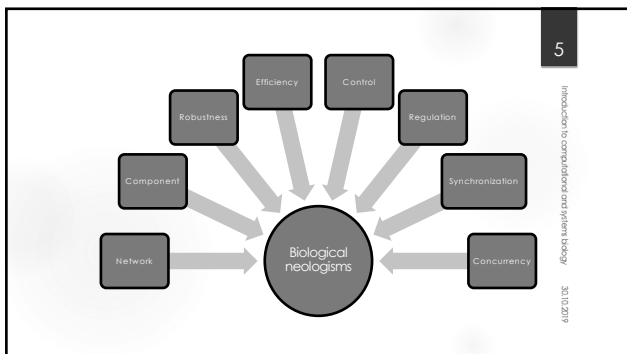 5
Efficiency
Control
Robustness
Regulation
Component
Synchronization
Network
Biological
neologisms
Concurrency
Introduction to computational and systems biology
30.10.2019